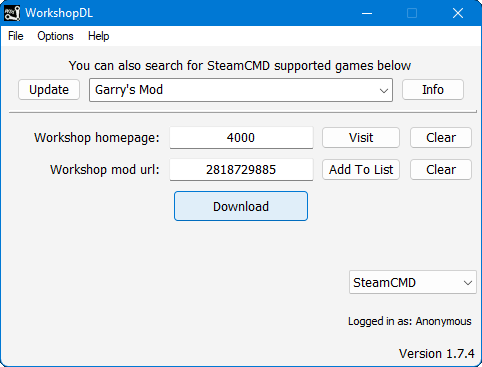 WorkshopDL
File Options Help
You can also search for SteamCMD supported games below
Update Garry's Mod Info
Workshop homepage: 4000 Visit Clear
Workshop mod url: 2818729885 Add To List Clear
Download
SteamCMD
Logged in as: Anonymous
Version 1.7.4